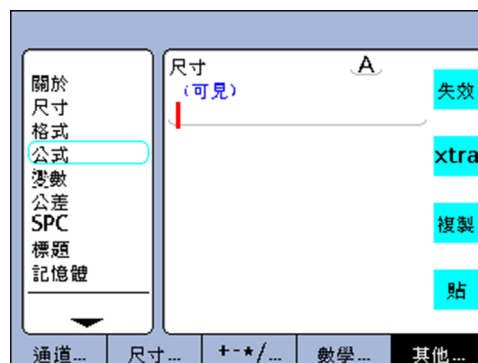 關於
尺寸
格式
公式
變數
公差
SPC
標題
記憶體
尺寸
A
(可見)
失效
xtra
複製
貼
通道...
尺寸...
+-*/...
數學...
其他...